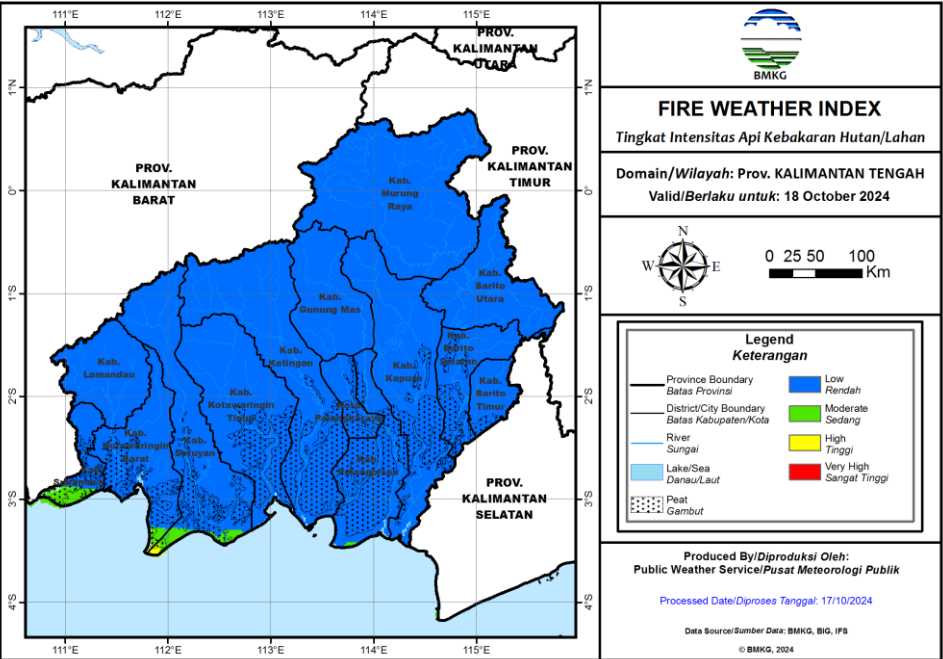 111°E 112°E 113°E 114°E 115°E
PROV.
KALIMANTAN
UTARA
1°N
PROV.
KALIMANTAN
BARAT
PROV.
KALIMANTAN
TIMUR
Kab.
Murung
Raya
0°
Kab.
Barito
Utara
1°S
Kab.
Gunung Mas
Kab.
Barito
Selatan
Kab.
Katingan
Kab.
Lamandau
Kab.
Kapuas
Kab.
Barito
Timur
2°S
Kab.
Kotawaringin
Timur
Kota
Palangkaraya
Kab.
Kotawaringin
Barat
Kab.
Seruyan
Kab.
Kab.
Sukamara
3°S
PROV.
KALIMANTAN
SELATAN
4°S
111°E 112°E 113°E 114°E 115°E
BMKG
FIRE WEATHER INDEX
Tingkat Intensitas Api Kebakaran Hutan/Lahan
Domain/Wilayah: Prov. KALIMANTAN TENGAH
Valid/Berlaku untuk: 18 October 2024
N
W E
S
0 25 50 100
Km
Legend
Keterangan
Province Boundary
Batas Provinsi
District/City Boundary
Batas Kabupaten/Kota
River
Sungai
Lake/Sea
Danau/Laut
Peat
Gambut
Low
Rendah
Moderate
Sedang
High
Tinggi
Very High
Sangat Tinggi
Produced By/Diproduksi Oleh:
Public Weather Service/Pusat Meteorologi Publik
Processed Date/Diproses Tanggal: 17/10/2024
Data Source/Sumber Data: BMKG, BIG, IFS
© BMKG, 2024